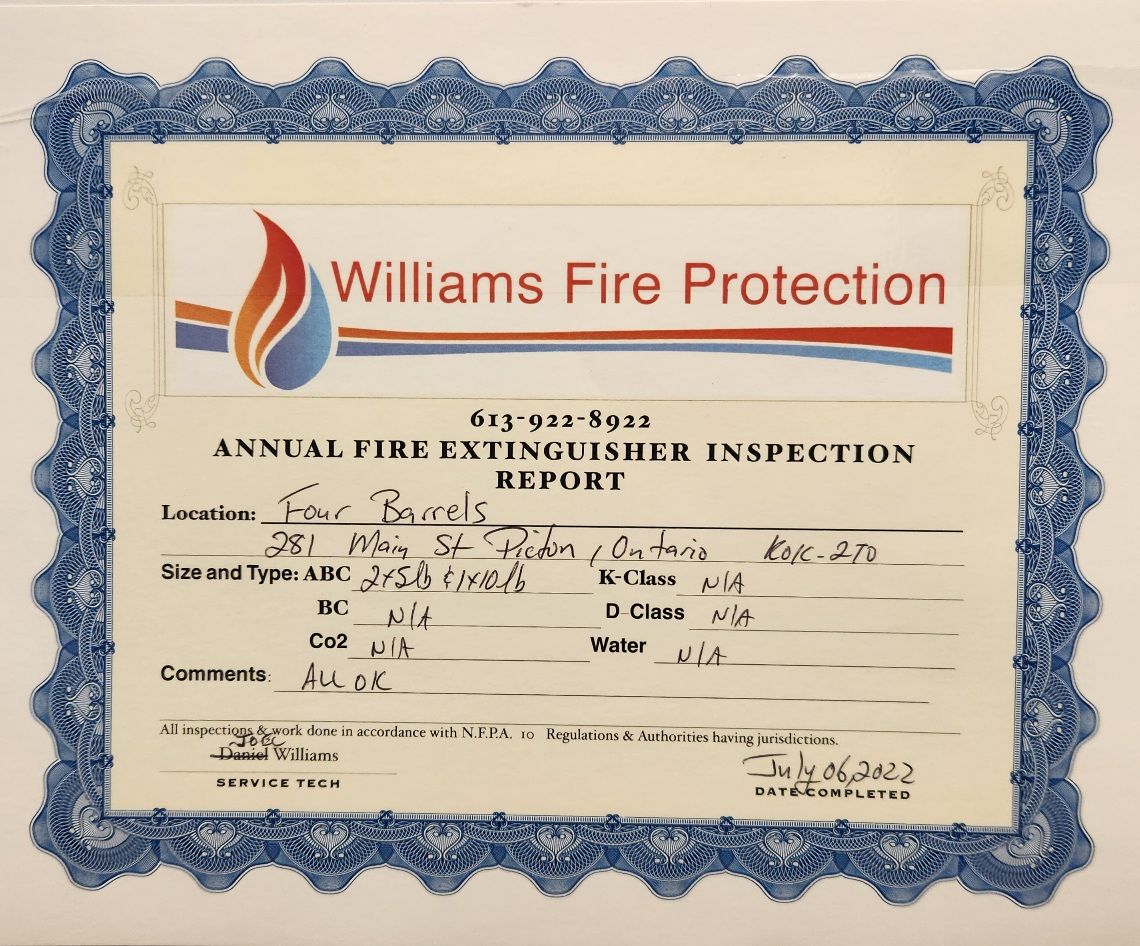 Williams Fire Protection
613-922-8922
ANNUAL FIRE EXTINGUISHER INSPECTION
REPORT
Location: Four Barrels
281 Main St Picton, Ontario K0K-2T0
Size and Type: ABC 2x5lb & 1x10lb K-Class N/A
BC N/A D-Class N/A
Co2 N/A Water N/A
Comments: ALL OK
All inspections & work done in accordance with N.F.P.A. 10 Regulations & Authorities having jurisdictions.
Joel
Daniel Williams
July 06, 2022
SERVICE TECH DATE COMPLETED